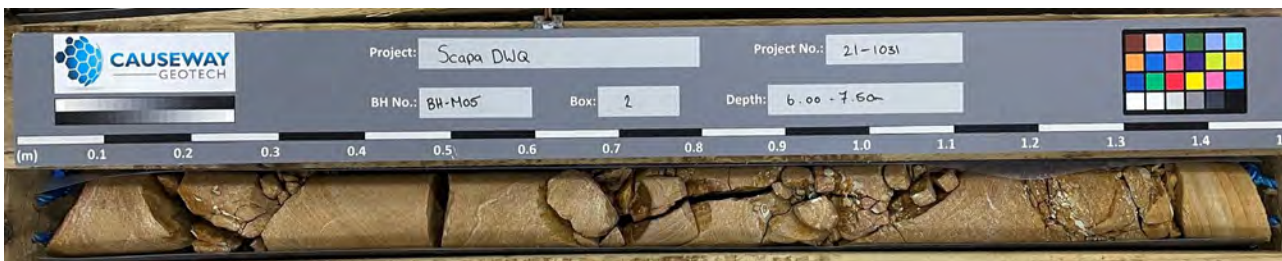 CAUSEWAY
GEOTECH
Project: Scapa DWQ
Project No.: 21-1031
BH No.: BH-M05
Box: 2
Depth: 6.00 - 7.50m
(m) 0.1 0.2 0.3 0.4 0.5 0.6 0.7 0.8 0.9 1.0 1.1 1.2 1.3 1.4